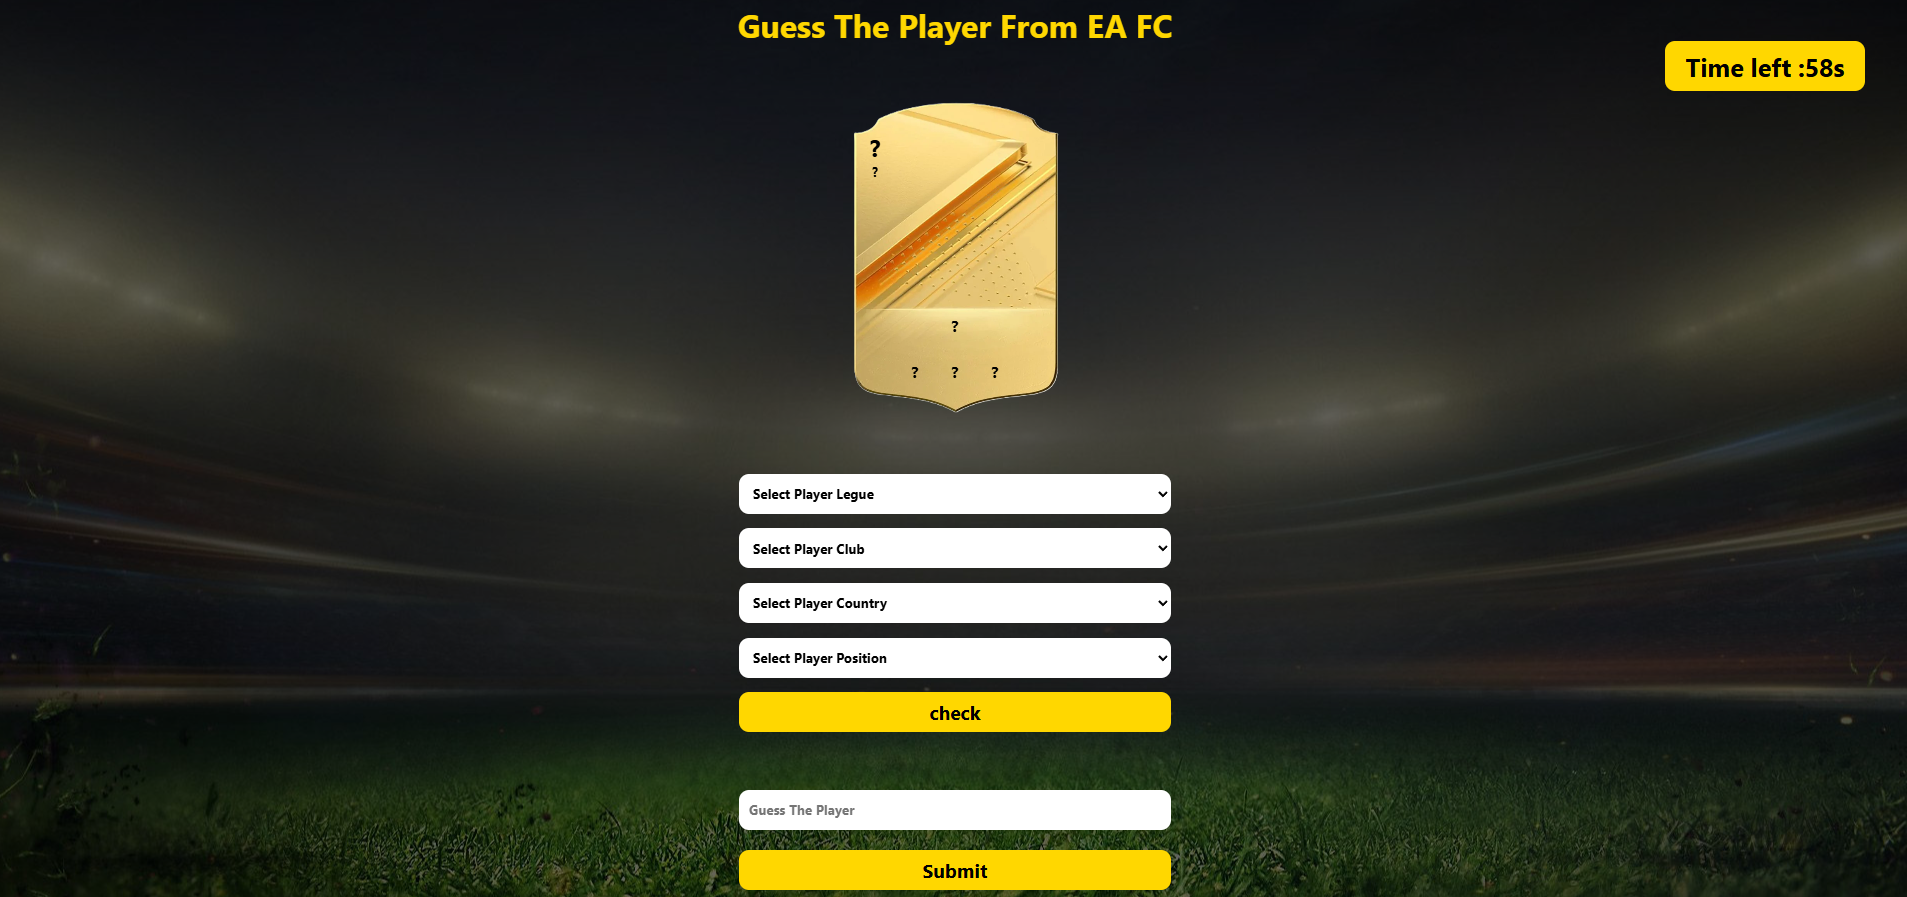 Guess The Player From EA FC
Time left :58s
?
?
?
? ? ?
Select Player Legue
Select Player Club
Select Player Country
Select Player Position
check
Guess The Player
Submit